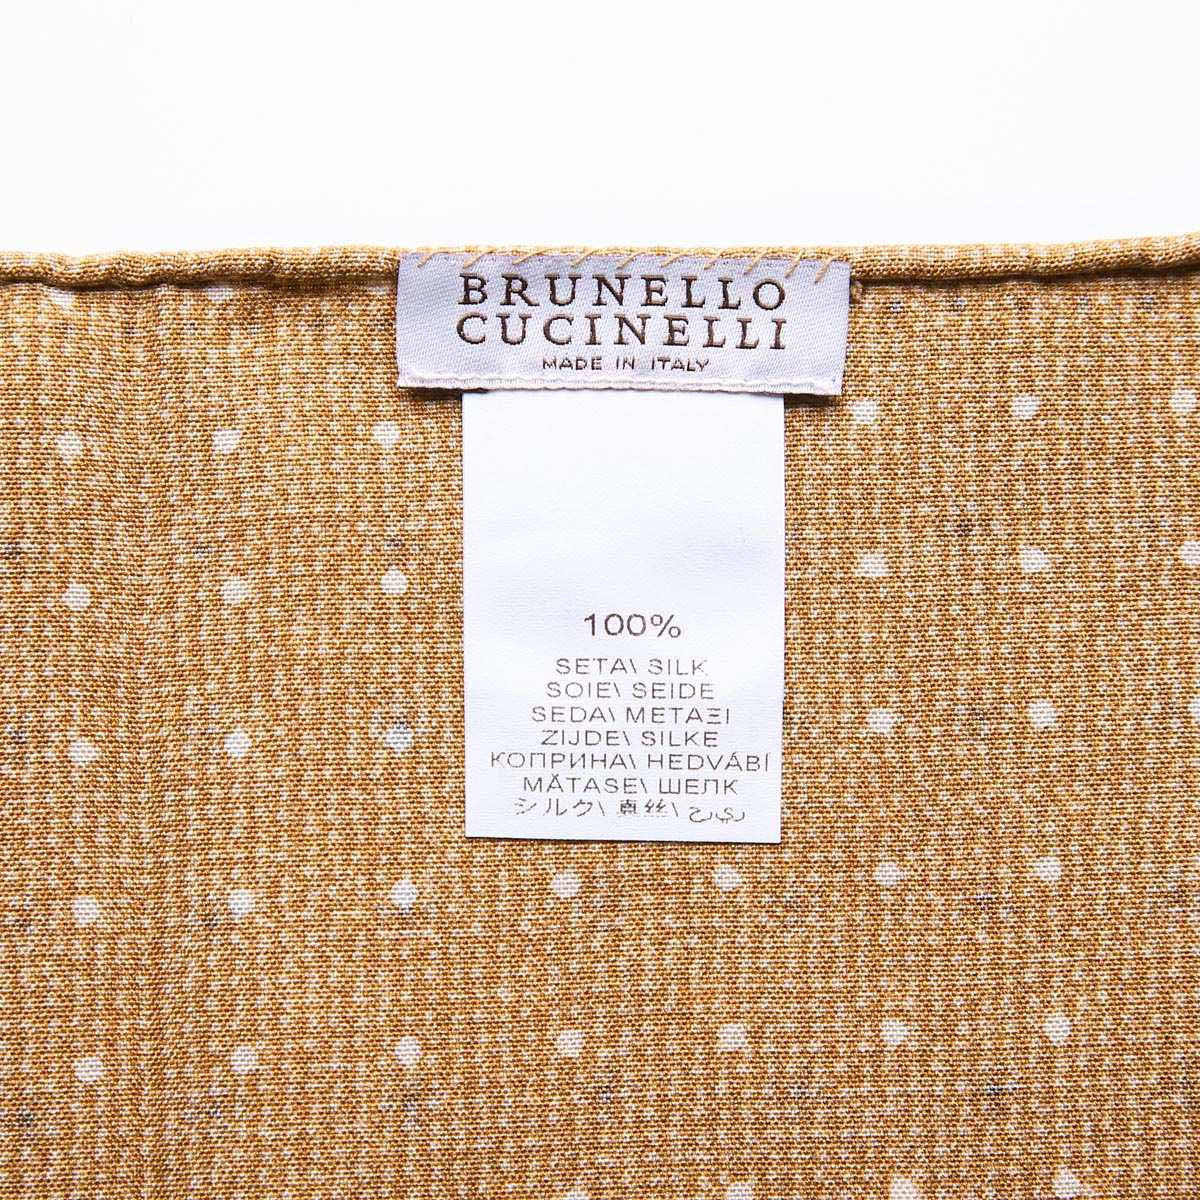 BRUNELLO
CUCINELLI
MADE IN ITALY
100%
SETA\ SILK
SOIE\ SEIDE
SEDA\ ΜΕΤΑΞΙ
ZIJDE\ SILKE
КОПРИНА\ HEDVÁBÍ
MĂTASE\ ШЕЛК
シルク\ 真丝\